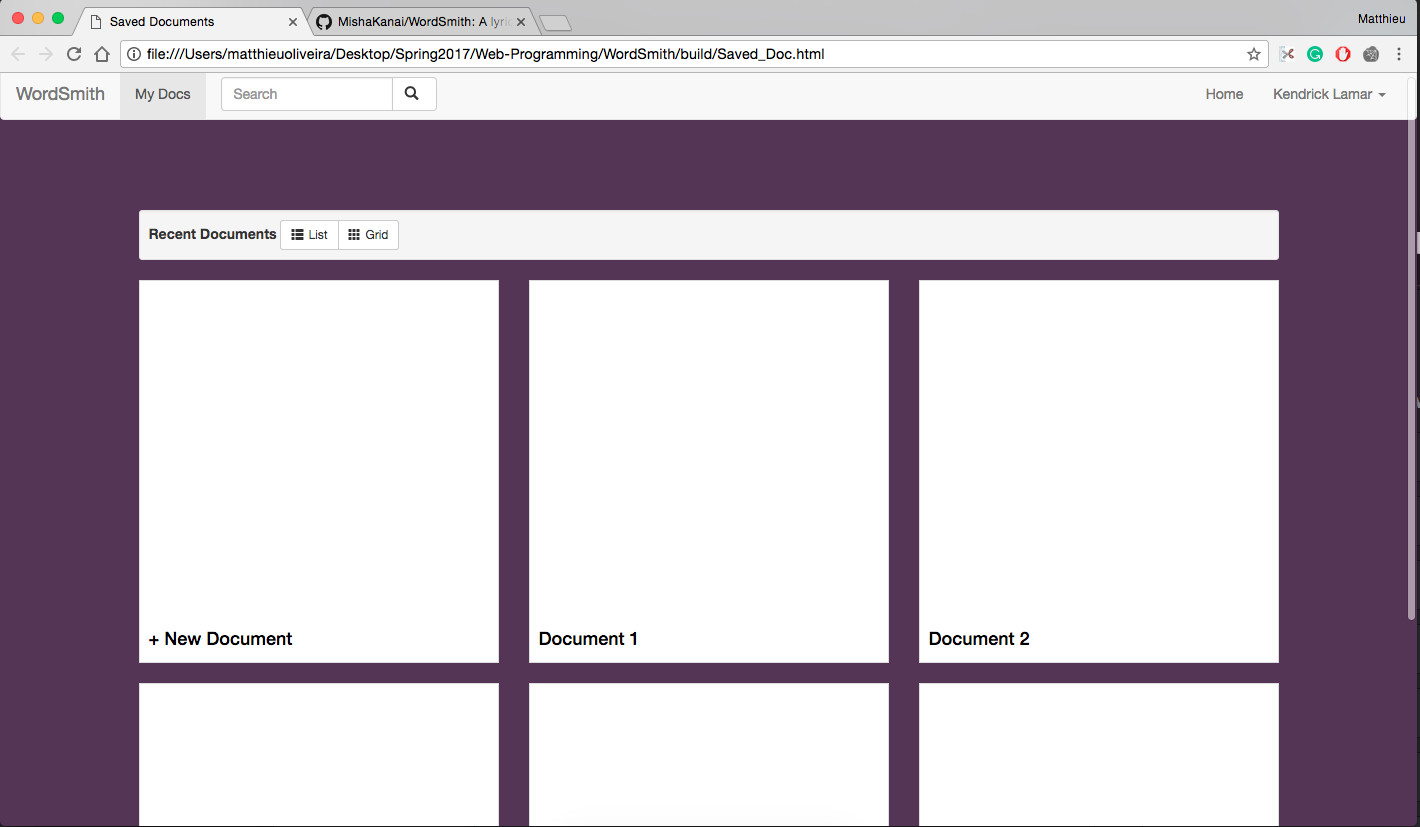 Saved Documents
MishaKanai/WordSmith: A lyric
Matthieu
file:///Users/matthieuoliveira/Desktop/Spring2017/Web-Programming/WordSmith/build/Saved_Doc.html
WordSmith My Docs Search Home Kendrick Lamar
Recent Documents List Grid
+ New Document
Document 1
Document 2